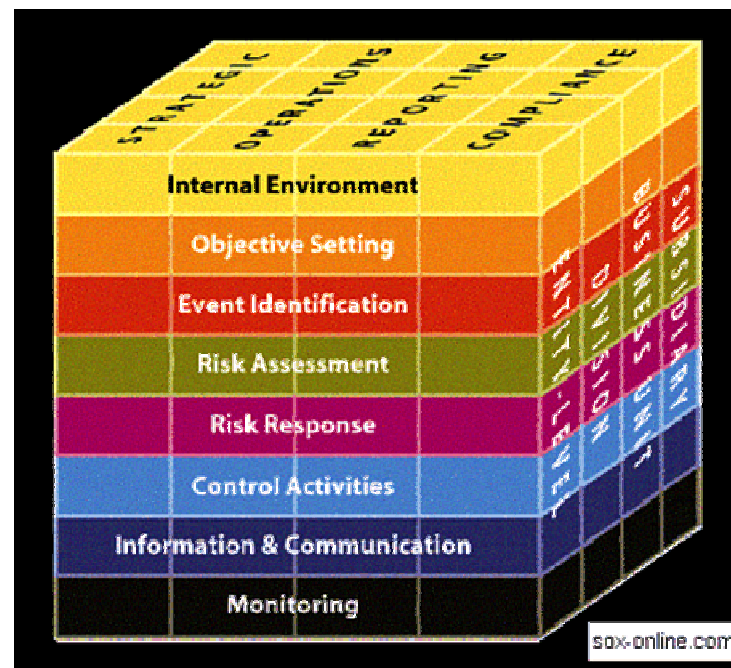 STRATEGIC
OPERATIONS
REPORTING
COMPLIANCE
Internal Environment
Objective Setting
Event Identification
Risk Assessment
Risk Response
Control Activities
Information & Communication
Monitoring
ENTITY-LEVEL
DIVISION
BUSINESS UNIT
SUBSIDIARY
sox-online.com